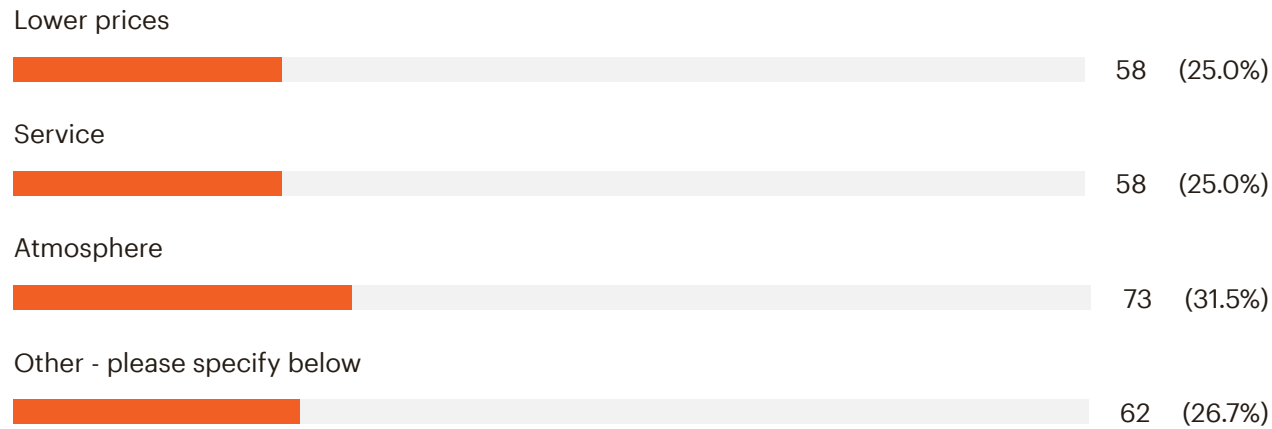 Lower prices
58 (25.0%)
Service
58 (25.0%)
Atmosphere
73 (31.5%)
Other - please specify below
62 (26.7%)